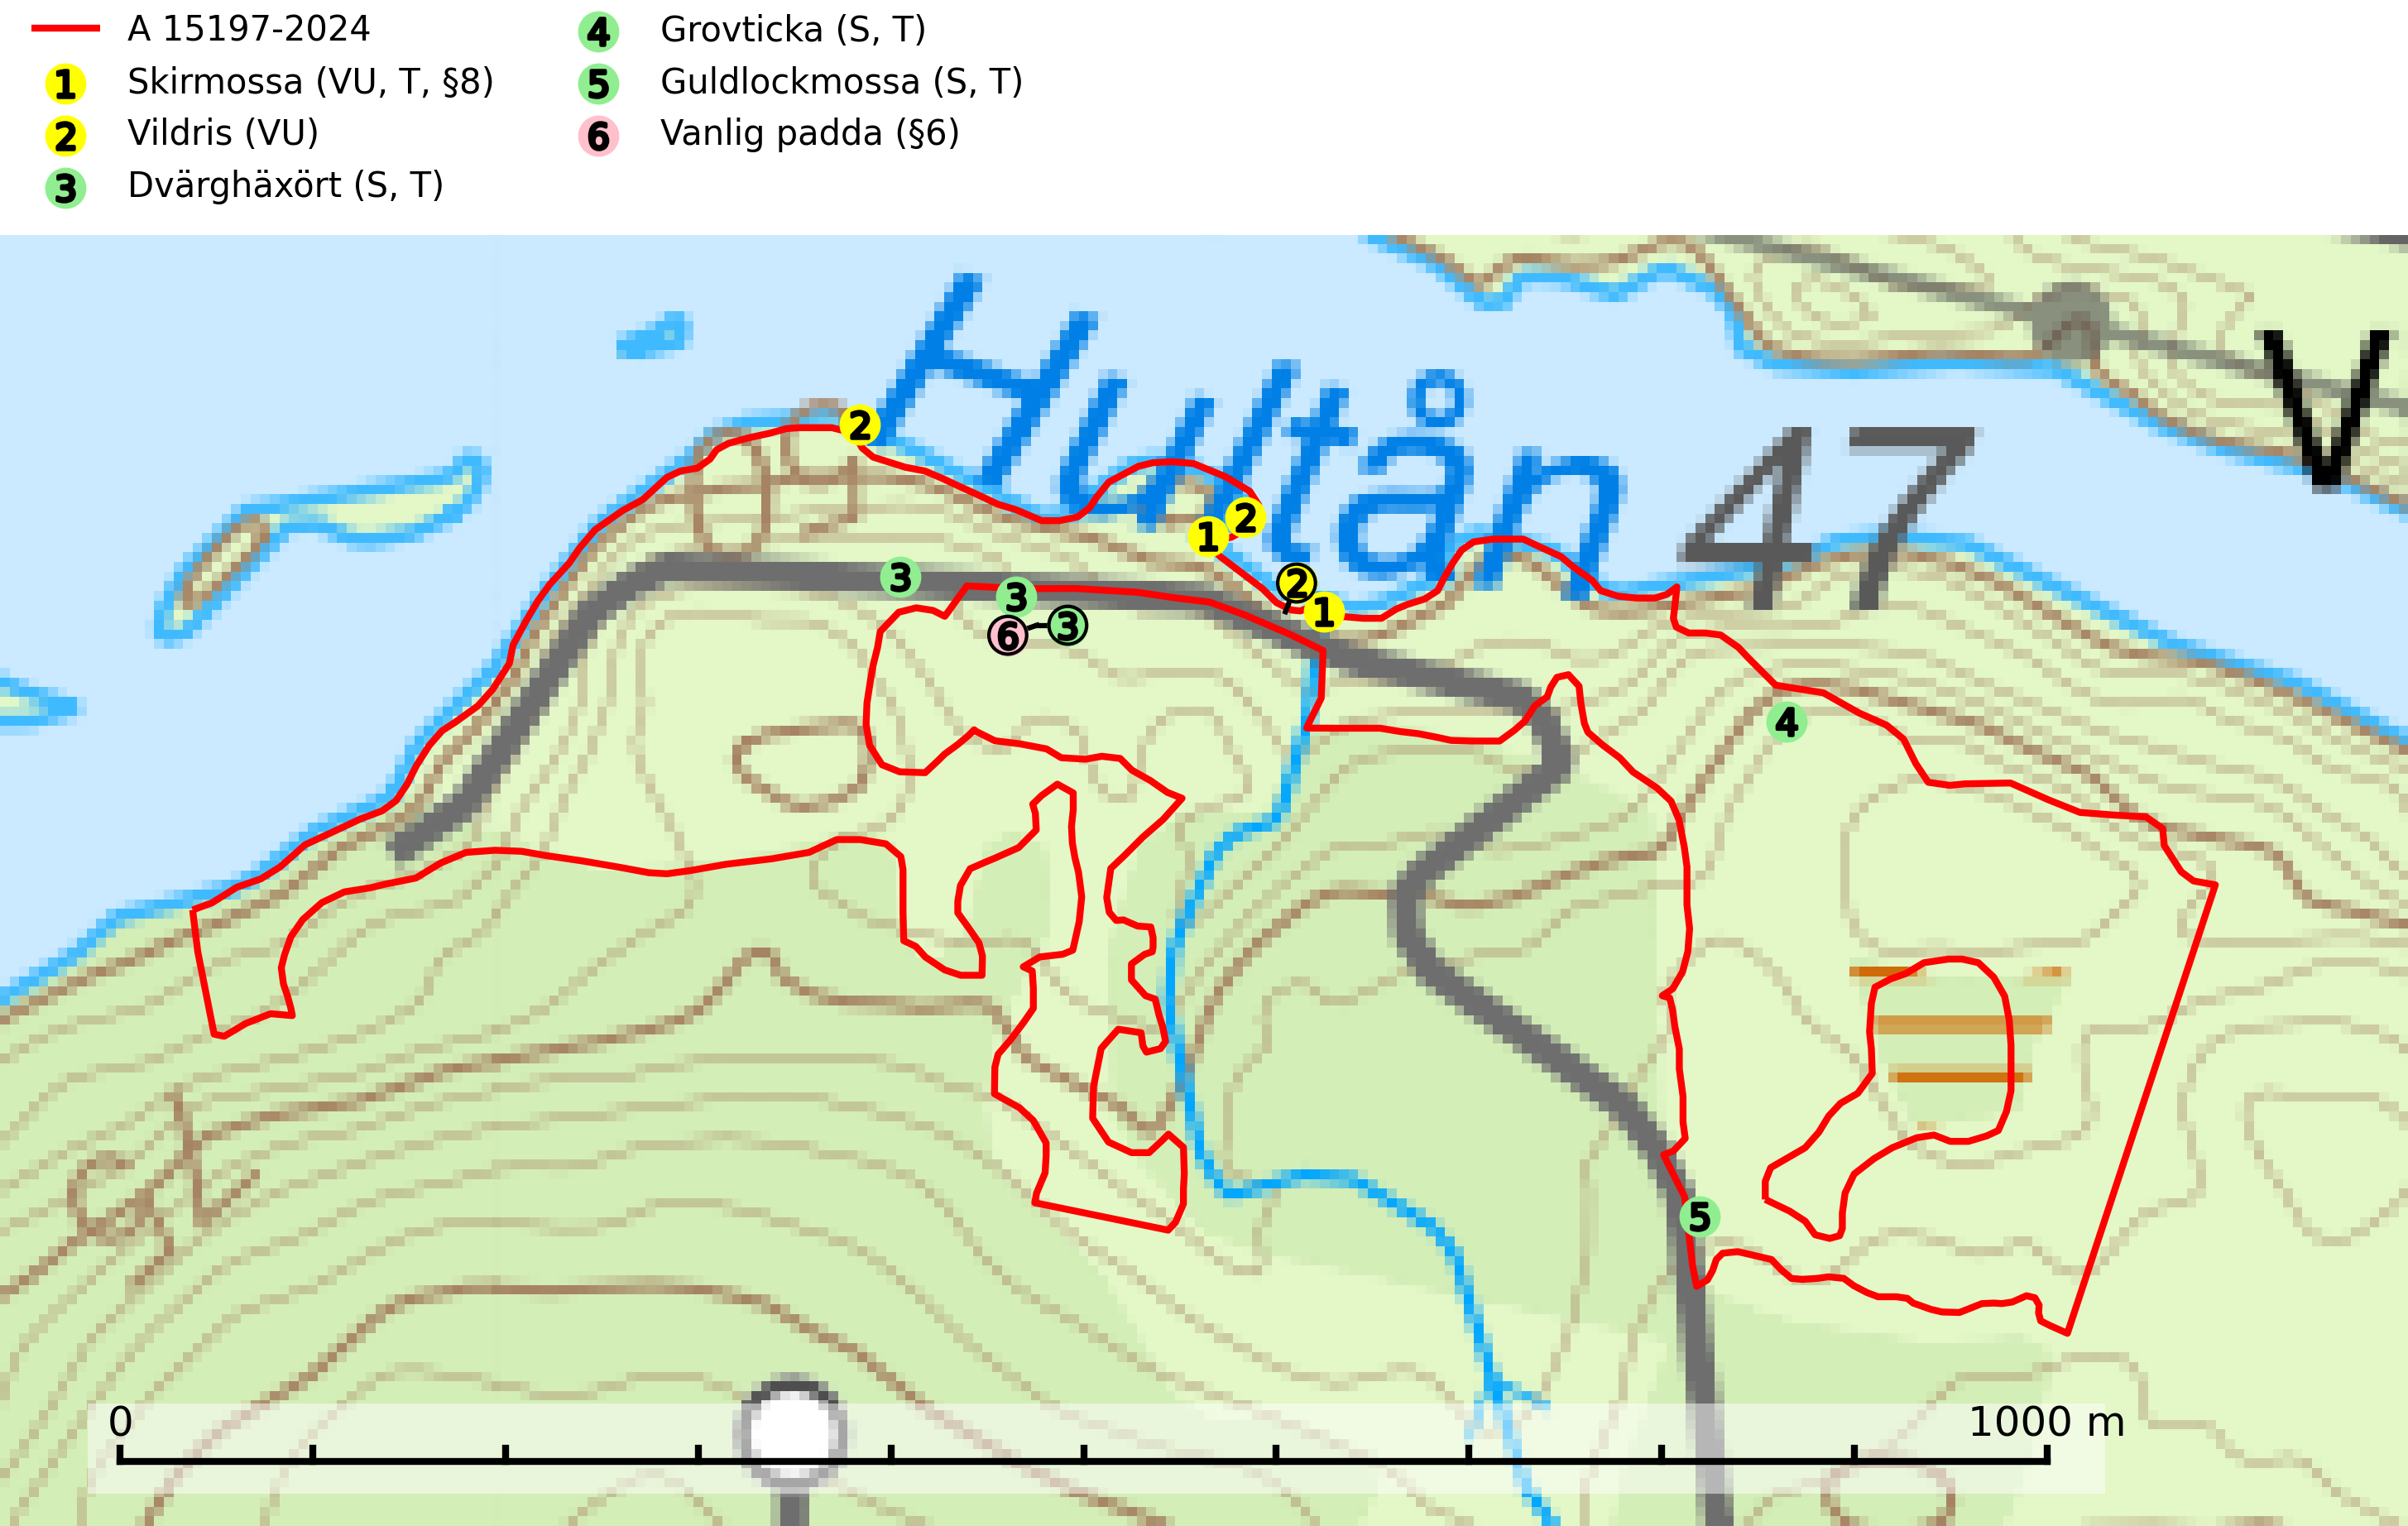 A 15197-2024
1 Skirmossa (VU, T, §8)
2 Vildris (VU)
3 Dvärghäxört (S, T)
4 Grovticka (S, T)
5 Guldlockmossa (S, T)
6 Vanlig padda (§6)
Hultån 47
V
2
2
1
2
1
3
3
3
6
4
5
0 1000 m